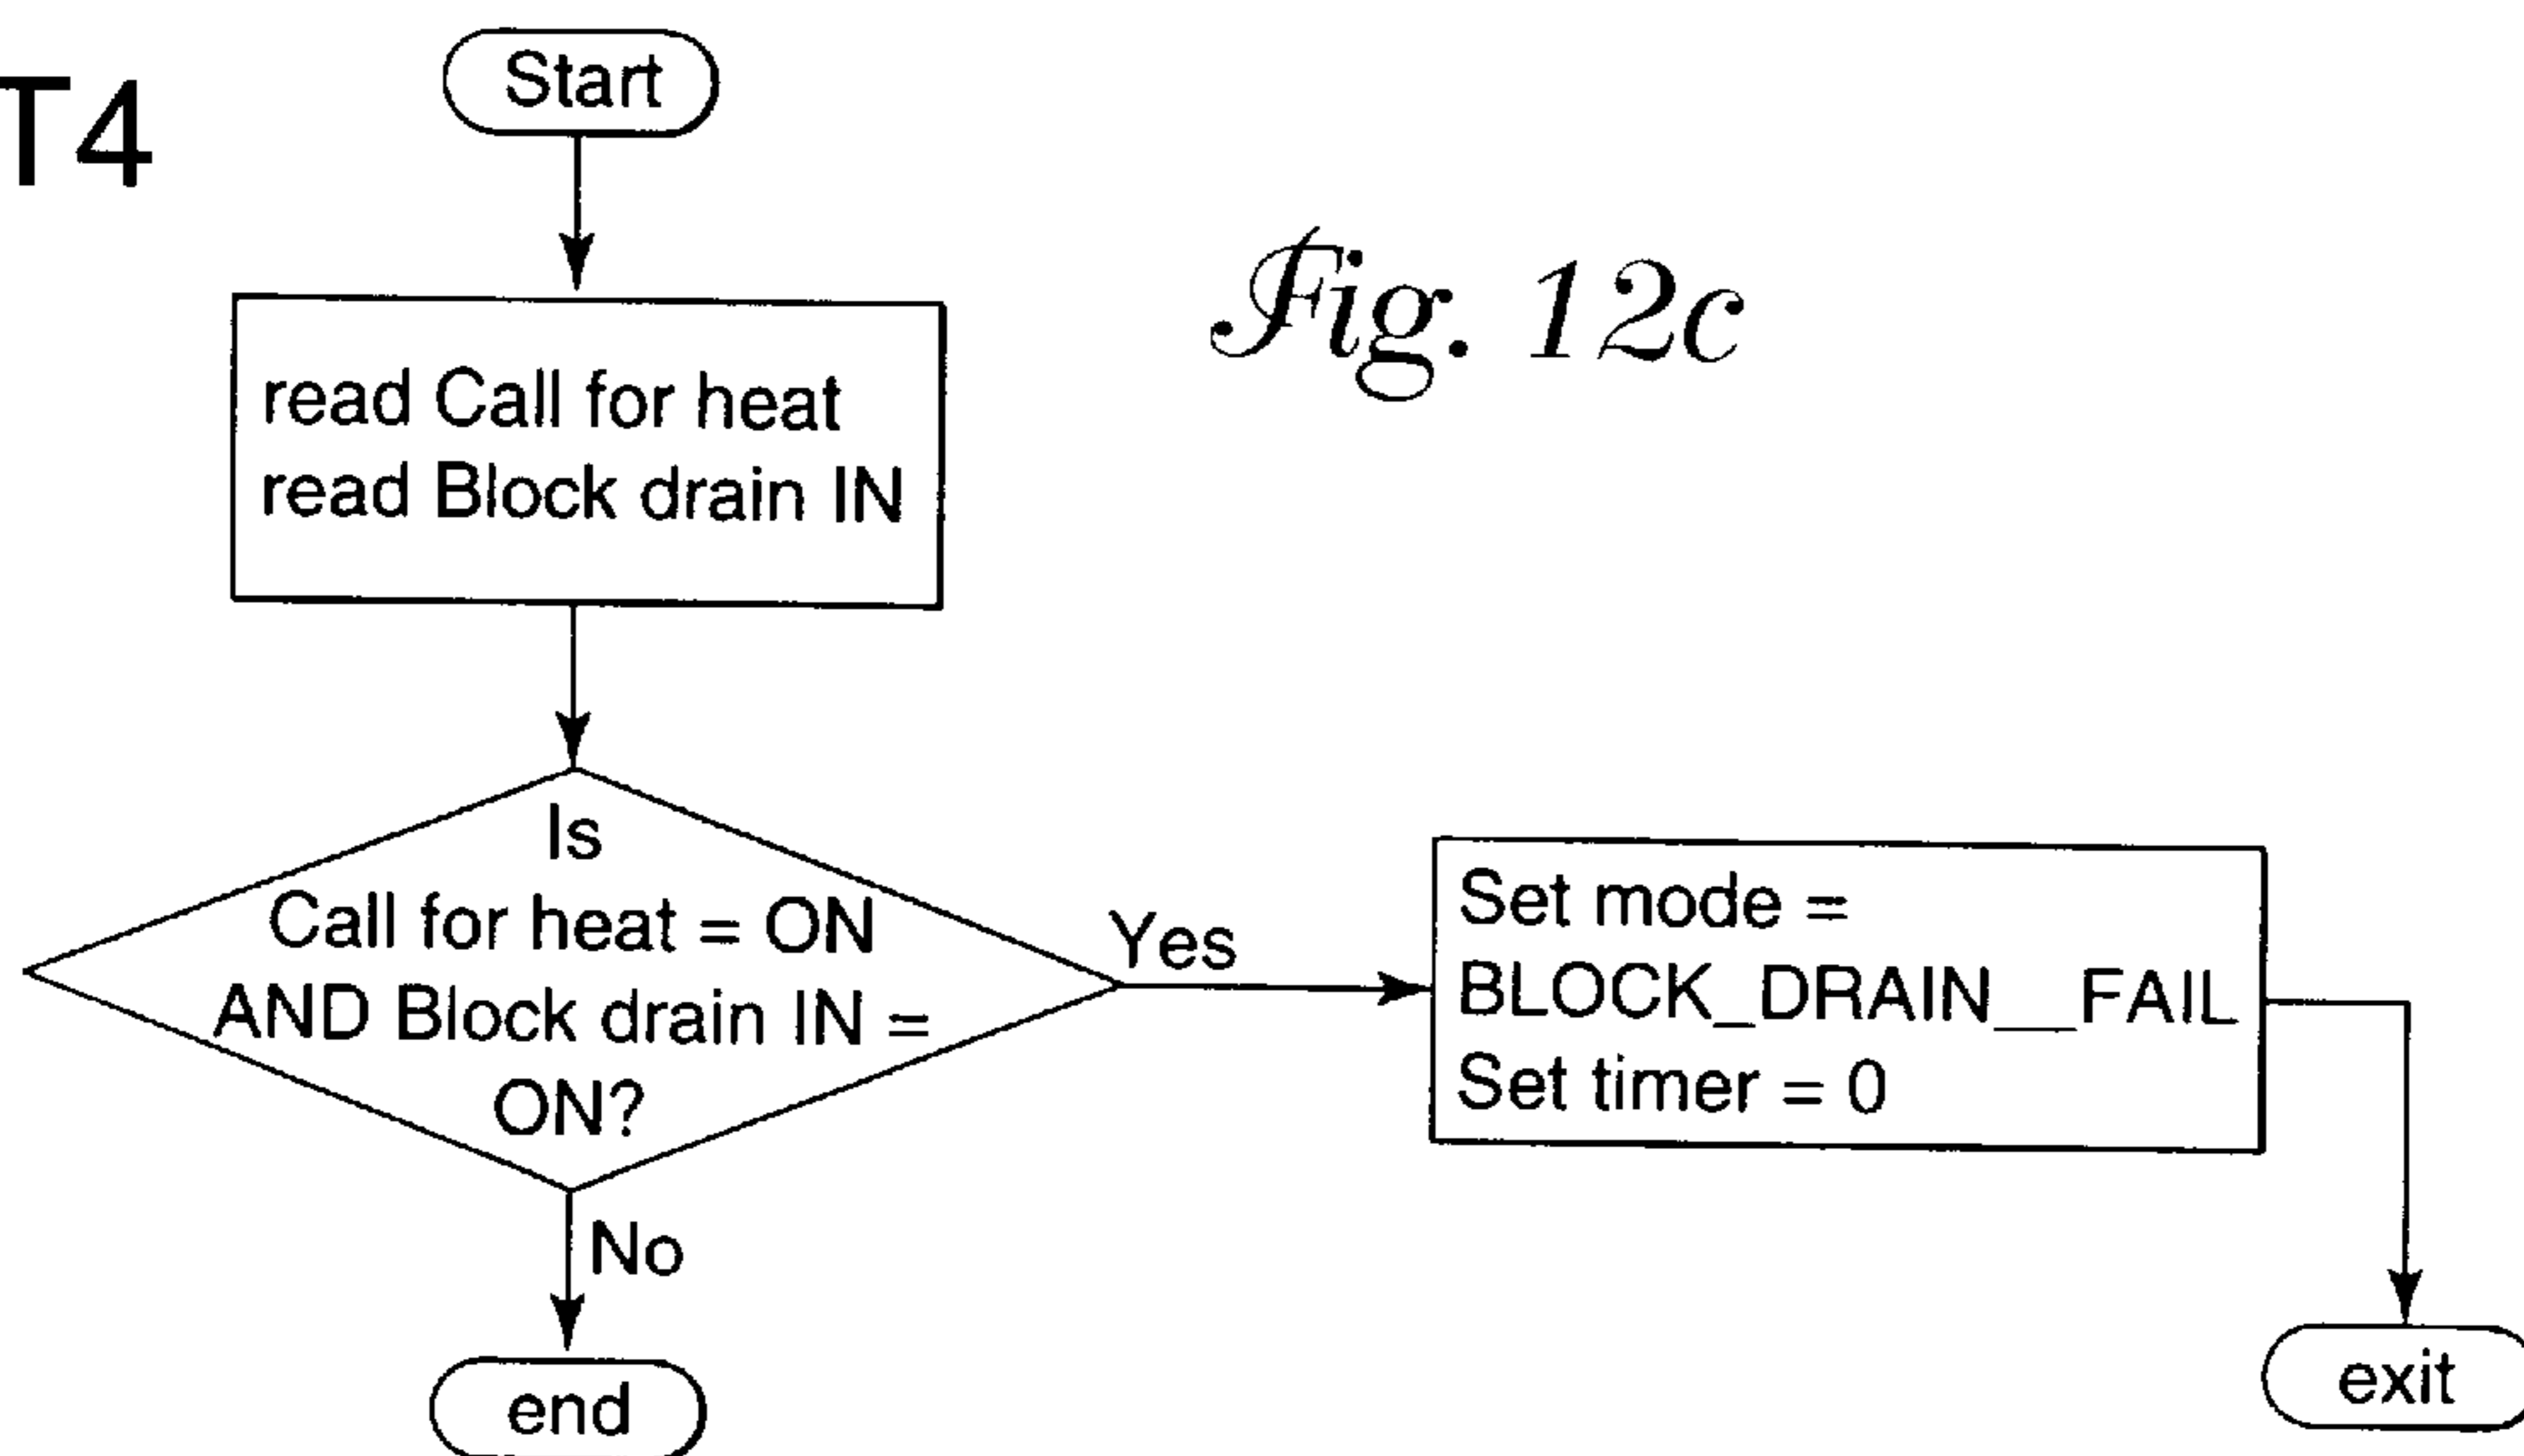 T4
Start
Fig. 12c
read Call for heat
read Block drain IN
Is
Call for heat = ON
AND Block drain IN =
ON?
Yes
Set mode =
BLOCK_DRAIN__FAIL
Set timer = 0
No
end
exit